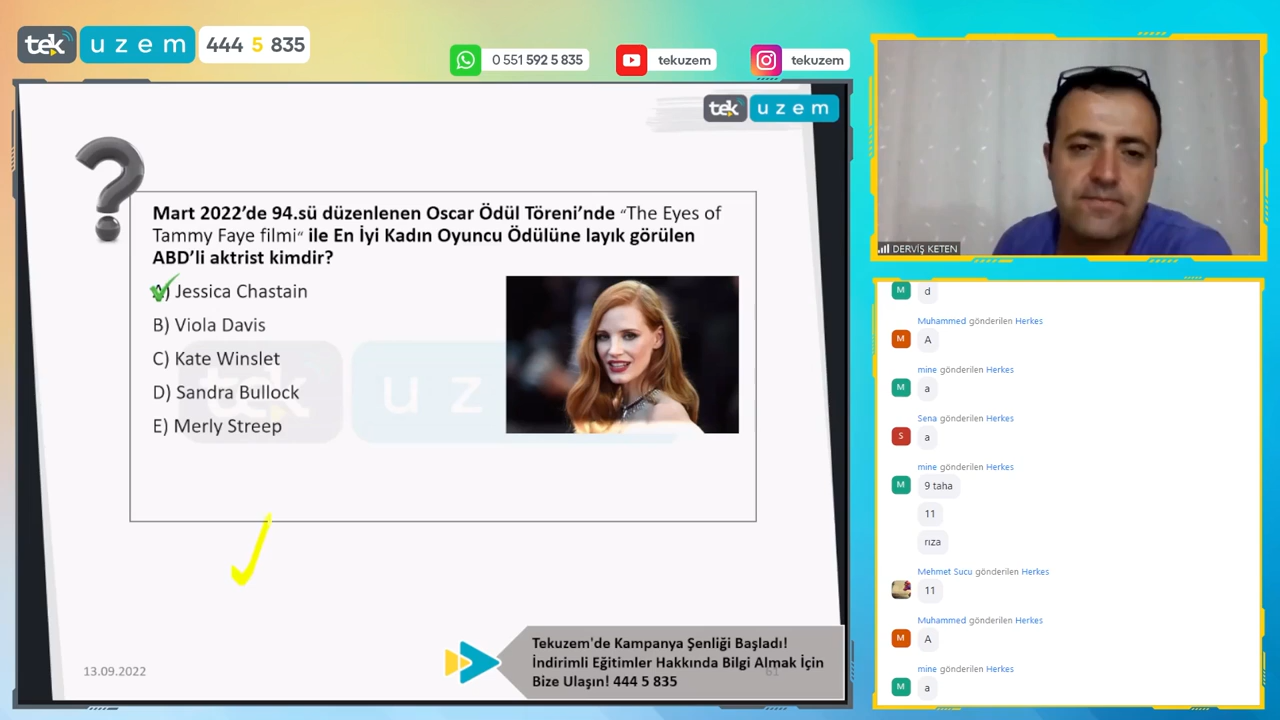 tek uzem 444 5 835
0 551 592 5 835
tekuzem
tekuzem
tek uzem
Mart 2022’de 94.sü düzenlenen Oscar Ödül Töreni’nde “The Eyes of
Tammy Faye filmi“ ile En İyi Kadın Oyuncu Ödülüne layık görülen
ABD’li aktrist kimdir?
A) Jessica Chastain
B) Viola Davis
C) Kate Winslet
D) Sandra Bullock
E) Merly Streep
tek uz
13.09.2022
61
Tekuzem'de Kampanya Şenliği Başladı!
İndirimli Eğitimler Hakkında Bilgi Almak İçin
Bize Ulaşın! 444 5 835
DERVİŞ KETEN
M d
Muhammed gönderilen Herkes
M A
mine gönderilen Herkes
M a
Sena gönderilen Herkes
S a
mine gönderilen Herkes
M 9 taha
11
rıza
Mehmet Sucu gönderilen Herkes
11
Muhammed gönderilen Herkes
M A
mine gönderilen Herkes
M a